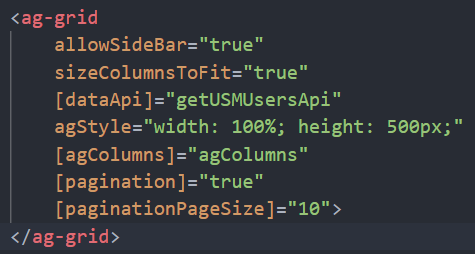 <ag-grid
allowSideBar="true"
sizeColumnsToFit="true"
[dataApi]="getUSMUsersApi"
agStyle="width: 100%; height: 500px;"
[agColumns]="agColumns"
[pagination]="true"
[paginationPageSize]="10">
</ag-grid>